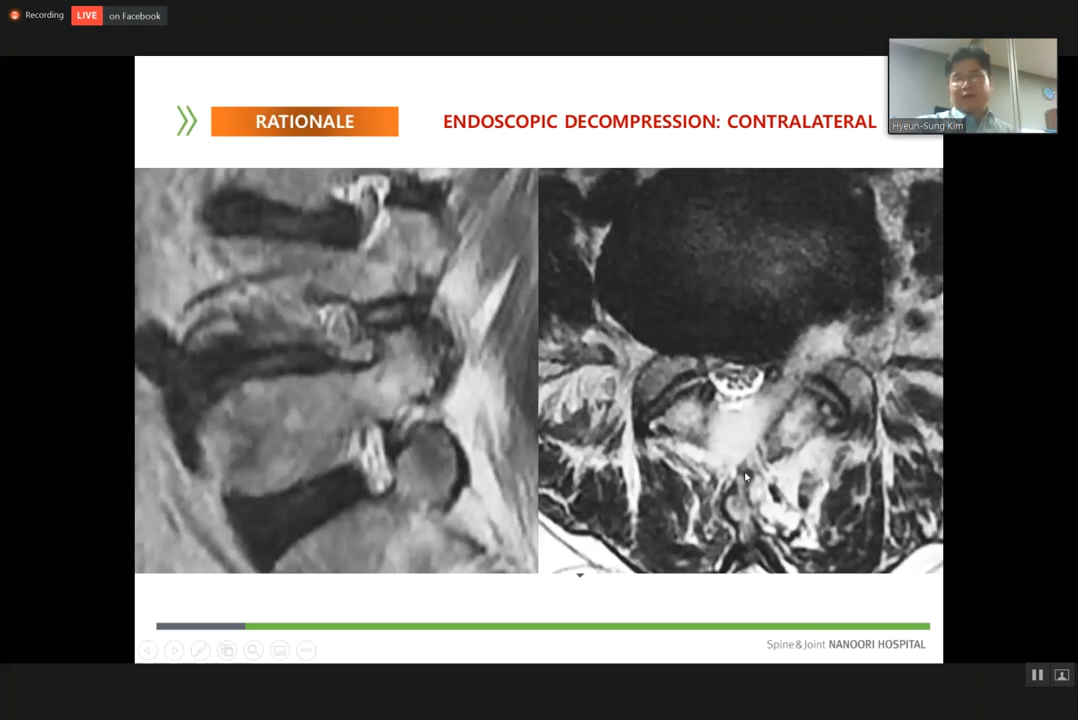 Recording LIVE on Facebook
RATIONALE
ENDOSCOPIC DECOMPRESSION: CONTRALATERAL
Hyeun-Sung Kim
Spine & Joint NANOORI HOSPITAL